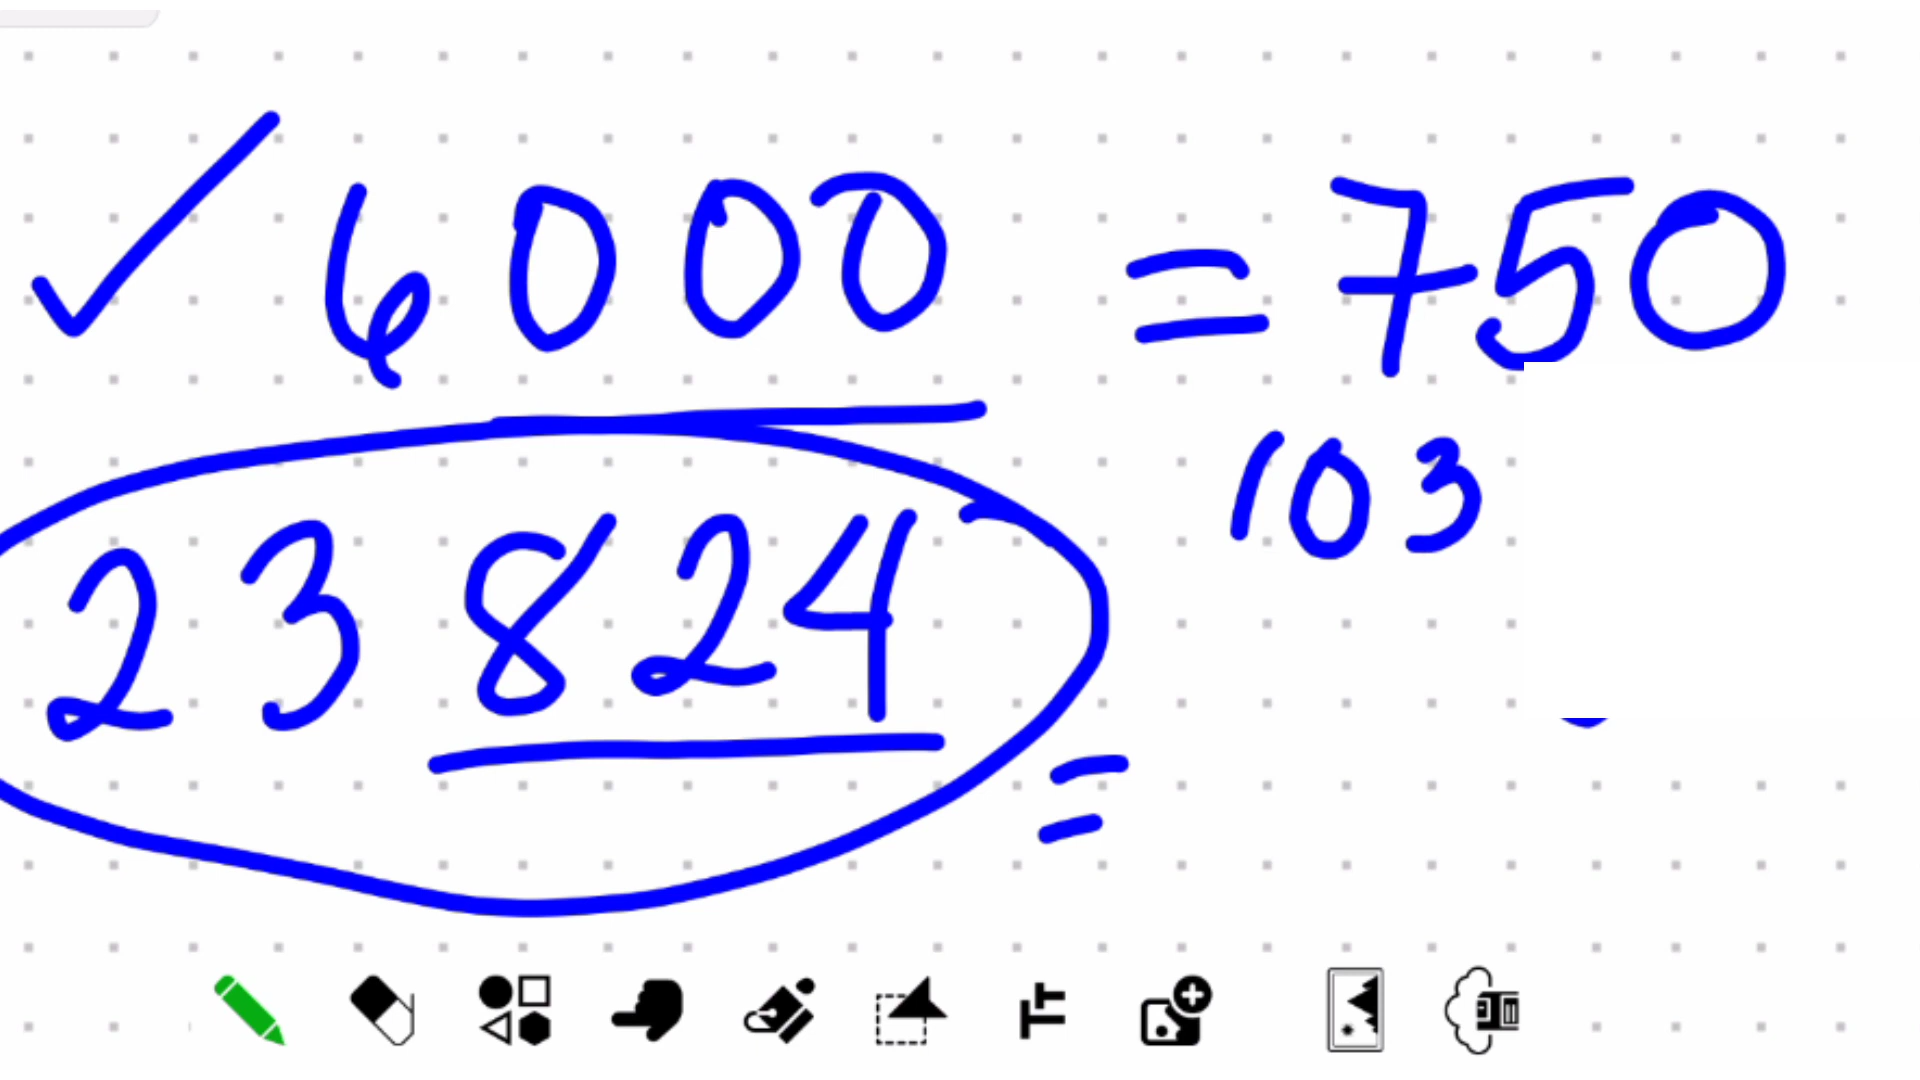 ✓ 6000 = 750
103
23824 =